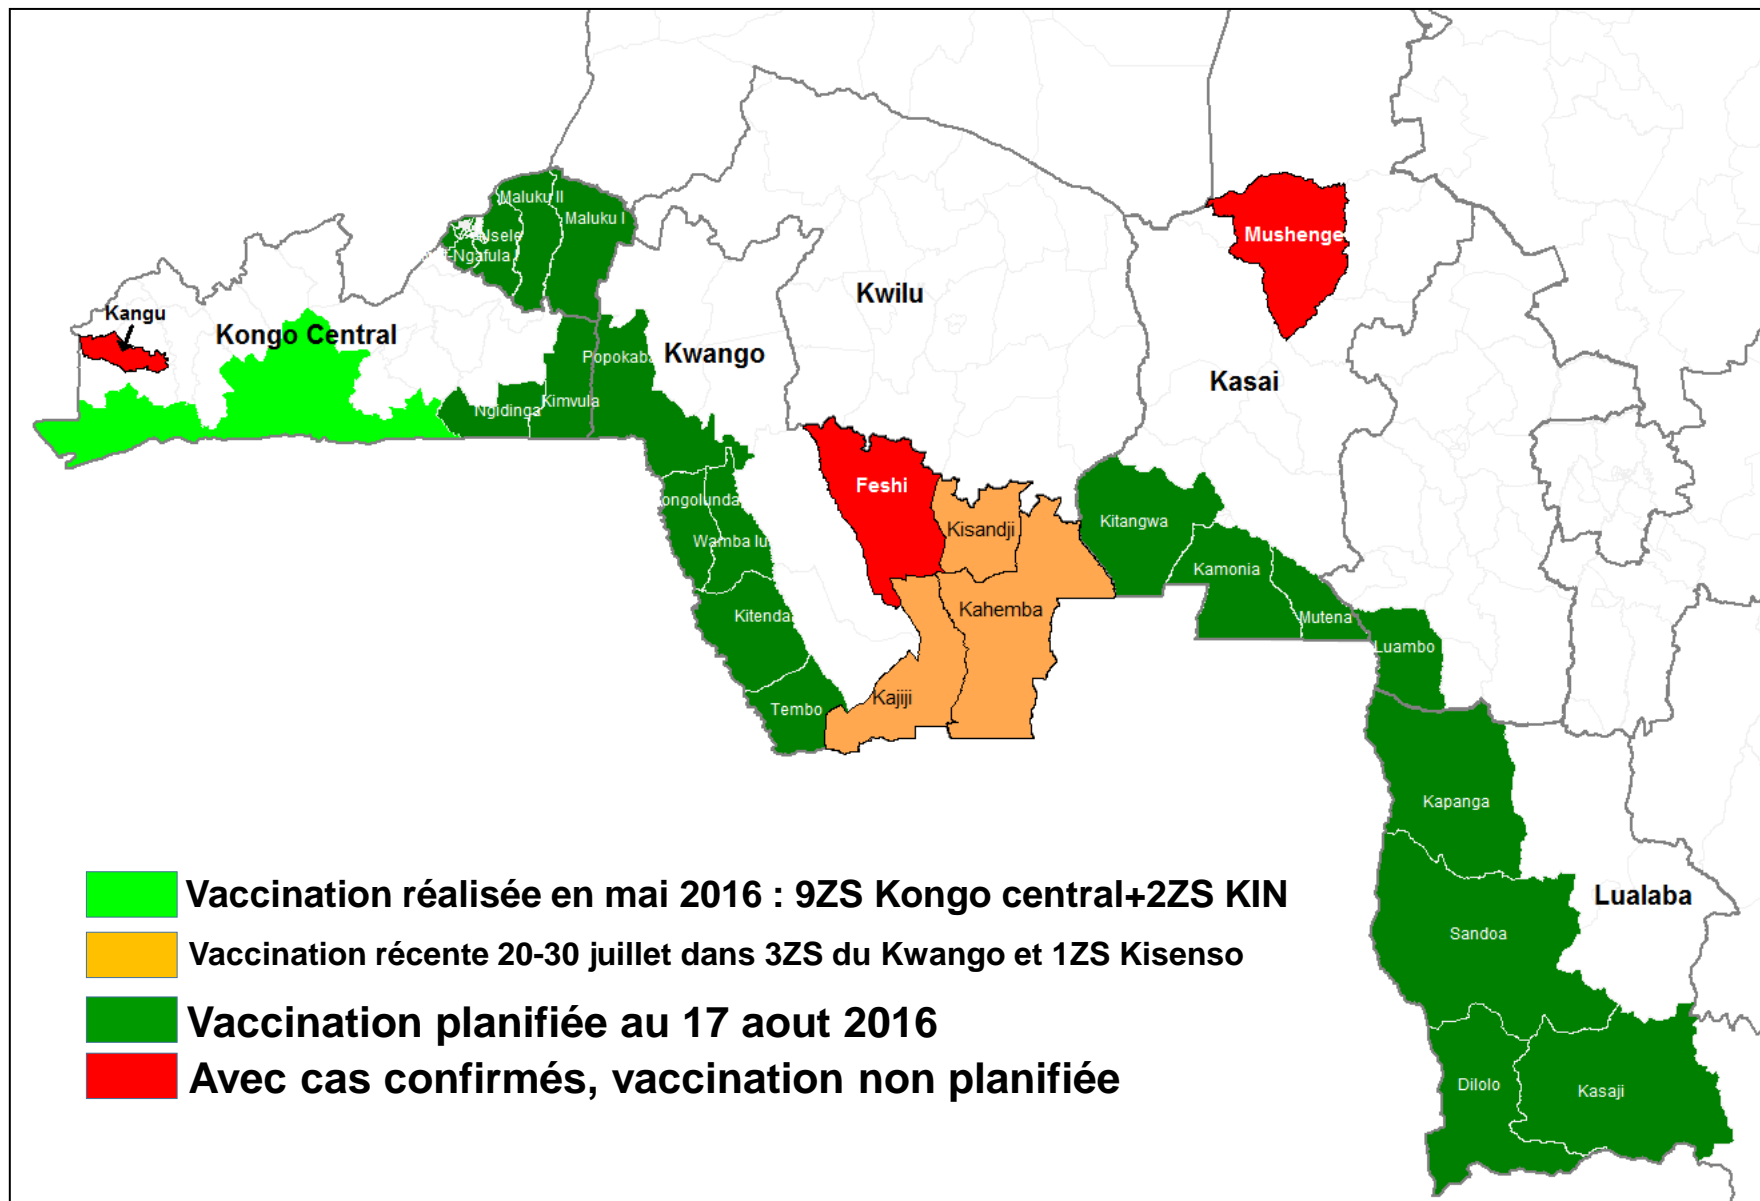 Maluku II
Maluku I
Nsele
Ngafula
Mushenge
Kangu
Kongo Central
Kwilu
Kwango
Kasai
Popokaba
Ngidinga
Kimvula
Feshi
ongolunda
Kisandji
Kitangwa
Wamba lu
Kamonia
Kahemba
Kitenda
Mutena
Luambo
Kajiji
Tembo
Kapanga
Lualaba
Sandoa
Dilolo
Kasaji
Vaccination réalisée en mai 2016 : 9ZS Kongo central+2ZS KIN
Vaccination récente 20-30 juillet dans 3ZS du Kwango et 1ZS Kisenso
Vaccination planifiée au 17 aout 2016
Avec cas confirmés, vaccination non planifiée